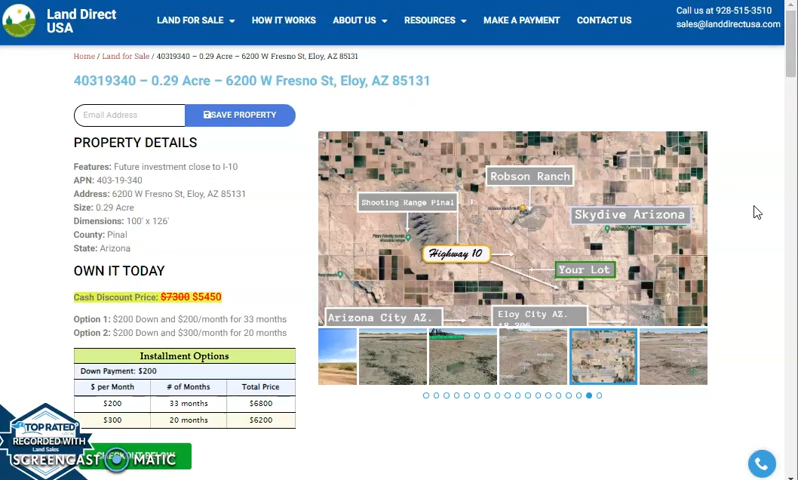 Land Direct
USA
LAND FOR SALE
HOW IT WORKS
ABOUT US
RESOURCES
MAKE A PAYMENT
CONTACT US
Call us at 928-515-3510
sales@landdirectusa.com
Home / Land for Sale / 40319340 – 0.29 Acre – 6200 W Fresno St, Eloy, AZ 85131
40319340 – 0.29 Acre – 6200 W Fresno St, Eloy, AZ 85131
Email Address
SAVE PROPERTY
PROPERTY DETAILS
Features: Future investment close to I-10
APN: 403-19-340
Address: 6200 W Fresno St, Eloy, AZ 85131
Size: 0.29 Acre
Dimensions: 100' x 126'
County: Pinal
State: Arizona
OWN IT TODAY
Cash Discount Price: $7300 $5450
Option 1: $200 Down and $200/month for 33 months
Option 2: $200 Down and $300/month for 20 months
Installment Options
Down Payment: $200
$ per Month # of Months Total Price
$200 33 months $6800
$300 20 months $6200
Robson Ranch
Shooting Range Pinal
Skydive Arizona
Highway 10
Your Lot
Arizona City AZ.
Eloy City AZ.
TOP RATED
Land Sales
RECORDED WITH
SCREENCAST MATIC